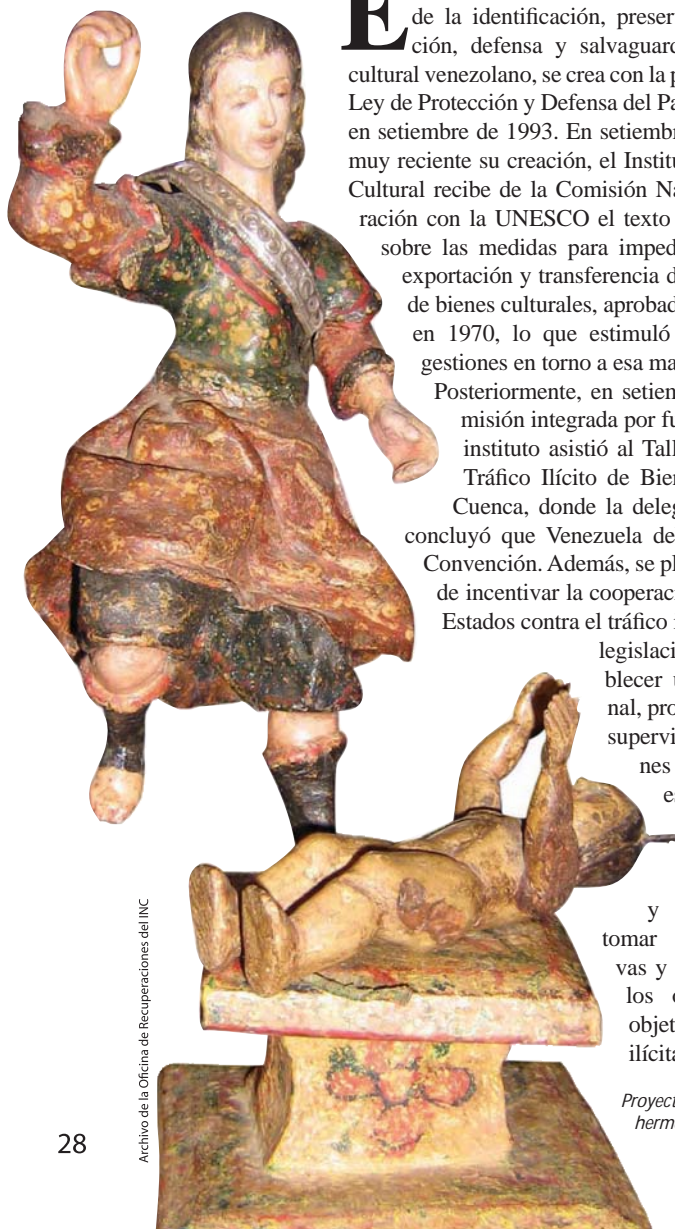 E
de la identificación, preser
ción, defensa y salvaguard
cultural venezolano, se crea con la p
Ley de Protección y Defensa del Pa
en setiembre de 1993. En setiembr
muy reciente su creación, el Institu
Cultural recibe de la Comisión Na
ración con la UNESCO el texto
sobre las medidas para imped
exportación y transferencia d
de bienes culturales, aprobad
en 1970, lo que estimuló
gestiones en torno a esa ma
Posteriormente, en setien
misión integrada por fu
instituto asistió al Tall
Tráfico Ilícito de Bien
Cuenca, donde la deleg
concluyó que Venezuela de
Convención. Además, se pl
de incentivar la cooperaci
Estados contra el tráfico
legislaci
blecer u
nal, pro
supervi
nes
es
y
tomar
vas y
los
objet
ilícita
Proyect
herm
Archivo de la Oficina de Recuperaciones del INC
28